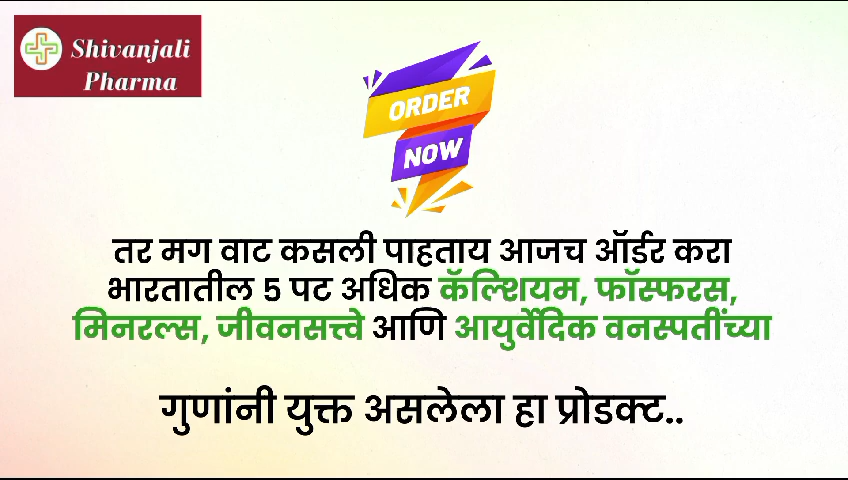 Shivanjali
Pharma
ORDER
NOW
तर मग वाट कसली पाहताय आजच ऑर्डर करा
भारतातील 5 पट अधिक कॅल्शियम, फॉस्फरस,
मिनरल्स, जीवनसत्त्वे आणि आयुर्वेदिक वनस्पतींच्या
गुणांनी युक्त असलेला हा प्रोडक्ट..